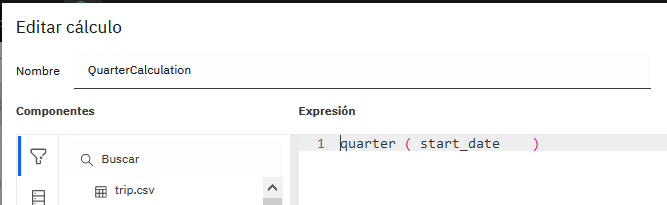 Editar cálculo
Nombre
QuarterCalculation
Componentes
Expresión
Buscar
trip.csv
1 quarter ( start_date )